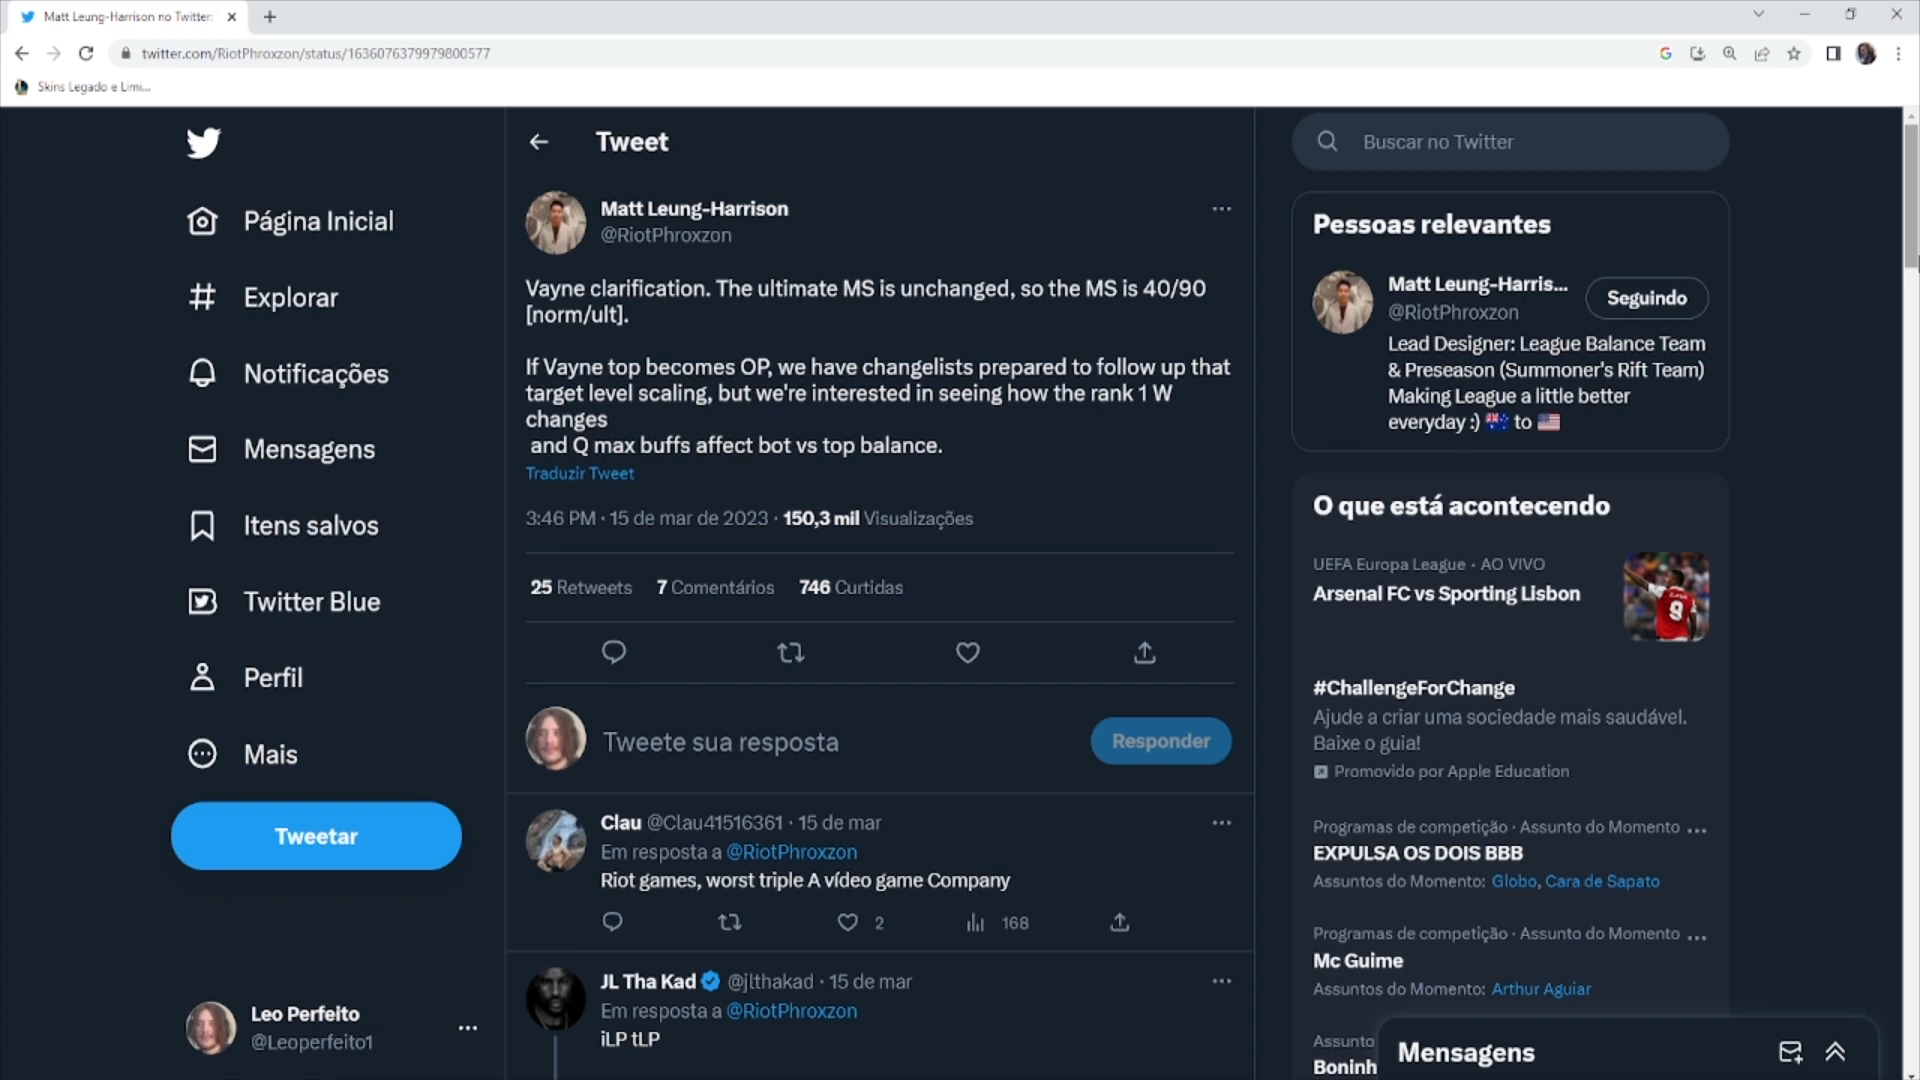 Matt Leung-Harrison no Twitter:
twitter.com/RiotPhroxzon/status/1636076379979800577
Skins Legado e Limi...
Página Inicial
Explorar
Notificações
Mensagens
Itens salvos
Twitter Blue
Perfil
Mais
Tweetar
Leo Perfeito
@Leoperfeito1
Tweet
Matt Leung-Harrison
@RiotPhroxzon
Vayne clarification. The ultimate MS is unchanged, so the MS is 40/90
[norm/ult].
If Vayne top becomes OP, we have changelists prepared to follow up that
target level scaling, but we're interested in seeing how the rank 1 W
changes
and Q max buffs affect bot vs top balance.
Traduzir Tweet
3:46 PM · 15 de mar de 2023 · 150,3 mil Visualizações
25 Retweets 7 Comentários 746 Curtidas
Tweete sua resposta
Responder
Clau @Clau41516361 · 15 de mar
Em resposta a @RiotPhroxzon
Riot games, worst triple A vídeo game Company
2 168
JL Tha Kad @jlthakad · 15 de mar
Em resposta a @RiotPhroxzon
iLP tLP
Buscar no Twitter
Pessoas relevantes
Matt Leung-Harris...
@RiotPhroxzon
Seguindo
Lead Designer: League Balance Team
& Preseason (Summoner's Rift Team)
Making League a little better
everyday :) 🇦🇺 to 🇺🇸
O que está acontecendo
UEFA Europa League · AO VIVO
Arsenal FC vs Sporting Lisbon
9
#ChallengeForChange
Ajude a criar uma sociedade mais saudável.
Baixe o guia!
Promovido por Apple Education
Programas de competição · Assunto do Momento
EXPULSA OS DOIS BBB
Assuntos do Momento: Globo, Cara de Sapato
Programas de competição · Assunto do Momento
Mc Guime
Assuntos do Momento: Arthur Aguiar
Assunto
Boninh
Mensagens